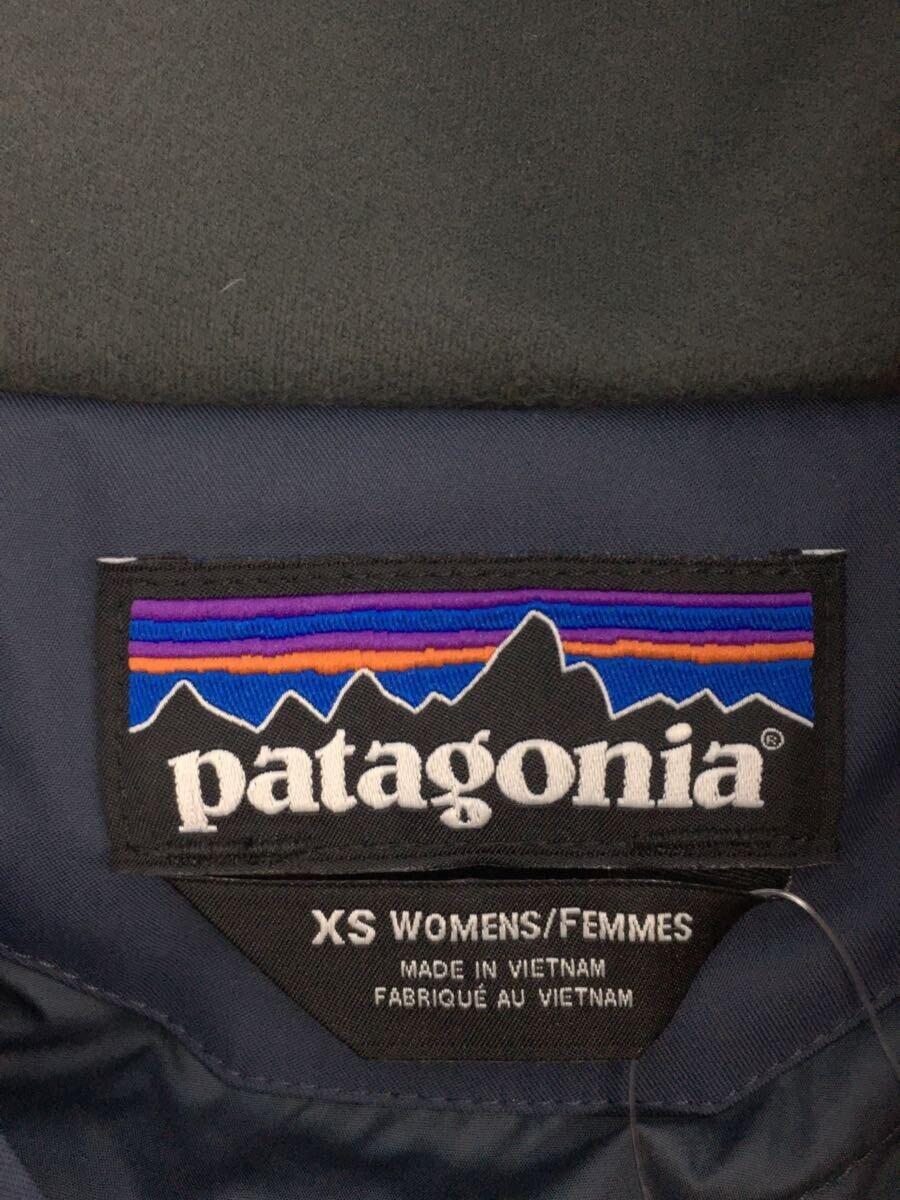 patagonia®
XS WOMENS/FEMMES
MADE IN VIETNAM
FABRIQUÉ AU VIETNAM